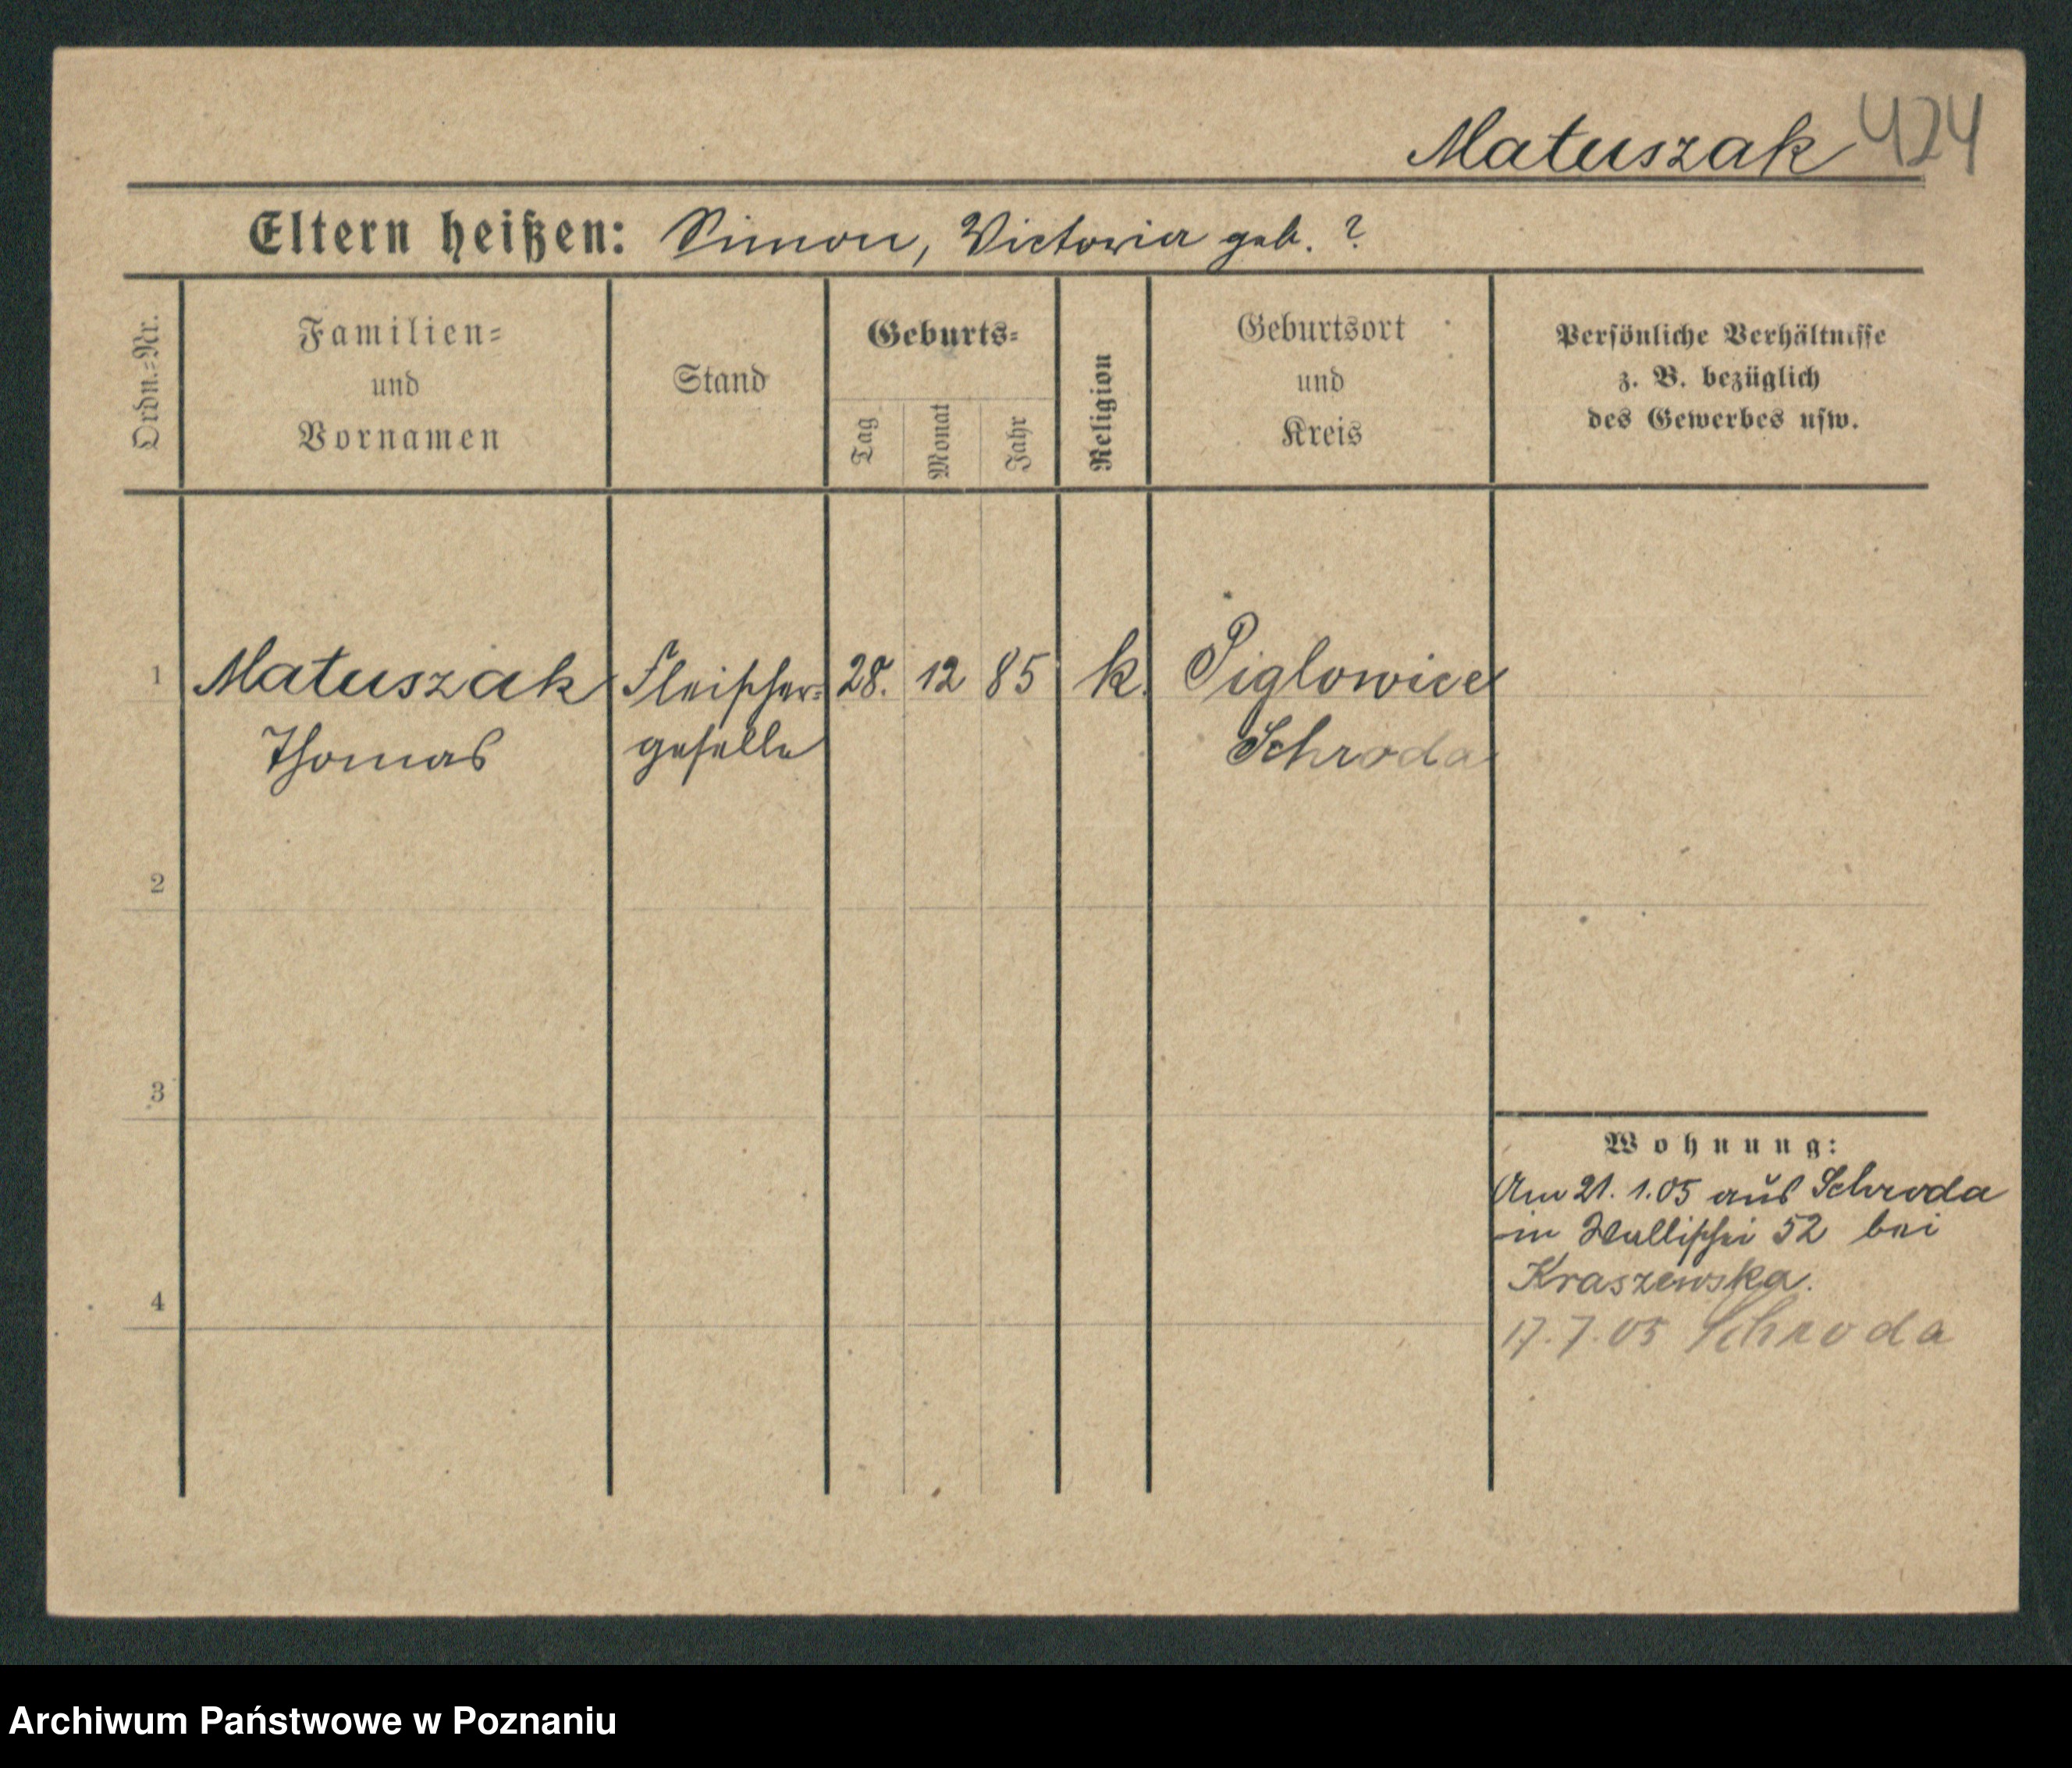 Matuszak 424
Eltern heißen: Simon, Victoria geb. ?
Ordn.-Nr.
Familien-
und
Vornamen
Stand
Geburts-
Tag
Monat
Jahr
Religion
Geburtsort
und
Kreis
Persönliche Verhältnisse
z. B. bezüglich
des Gewerbes usw.
1 Matuszak Fleischer- 28. 12 85 k. Piglowice
Thomas geselle Schroda
2
3
4
Wohnung:
Am 21. 1. 05 aus Schroda
in Wallischei 52 bei
Kraszewska.
17. 7. 05 Schroda
Archiwum Państwowe w Poznaniu